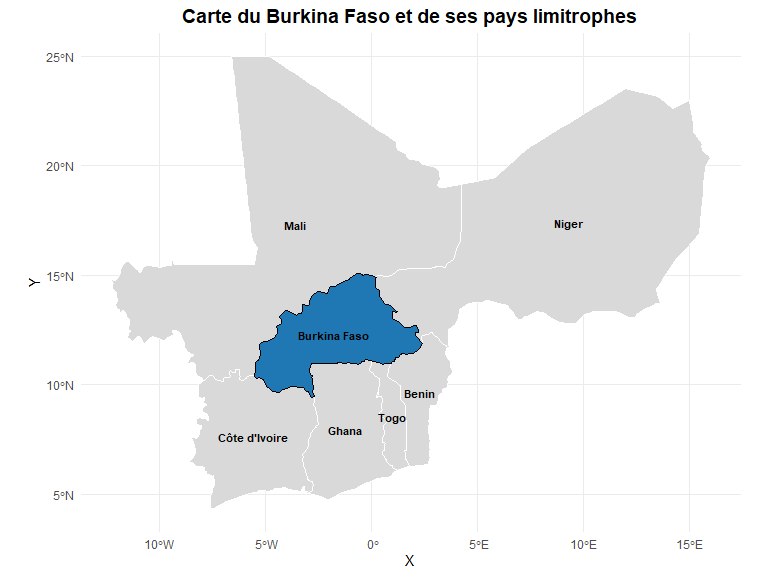 Carte du Burkina Faso et de ses pays limitrophes
25°N
20°N
15°N
10°N
5°N
Y
Mali
Niger
Burkina Faso
Benin
Togo
Ghana
Côte d'Ivoire
10°W
5°W
0°
5°E
10°E
15°E
X